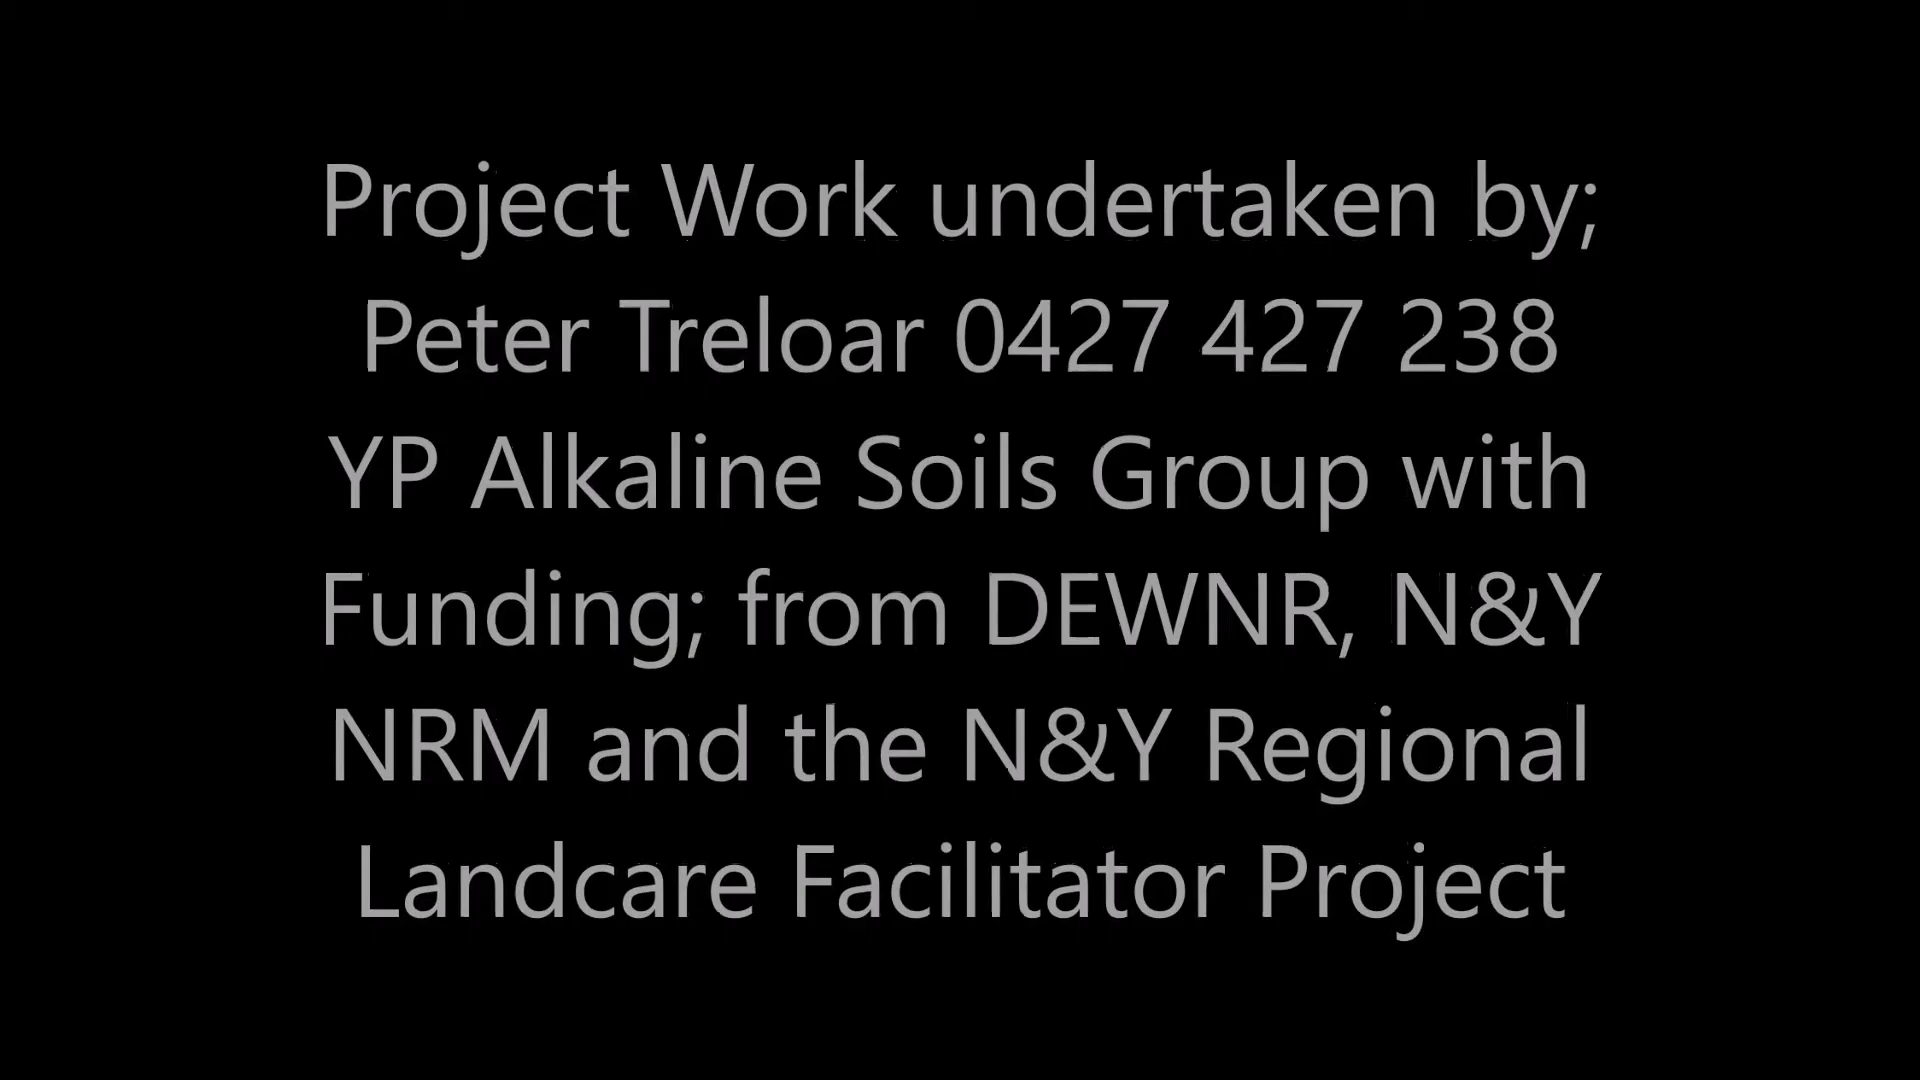 Project Work undertaken by;
Peter Treloar 0427 427 238
YP Alkaline Soils Group with
Funding; from DEWNR, N&Y
NRM and the N&Y Regional
Landcare Facilitator Project